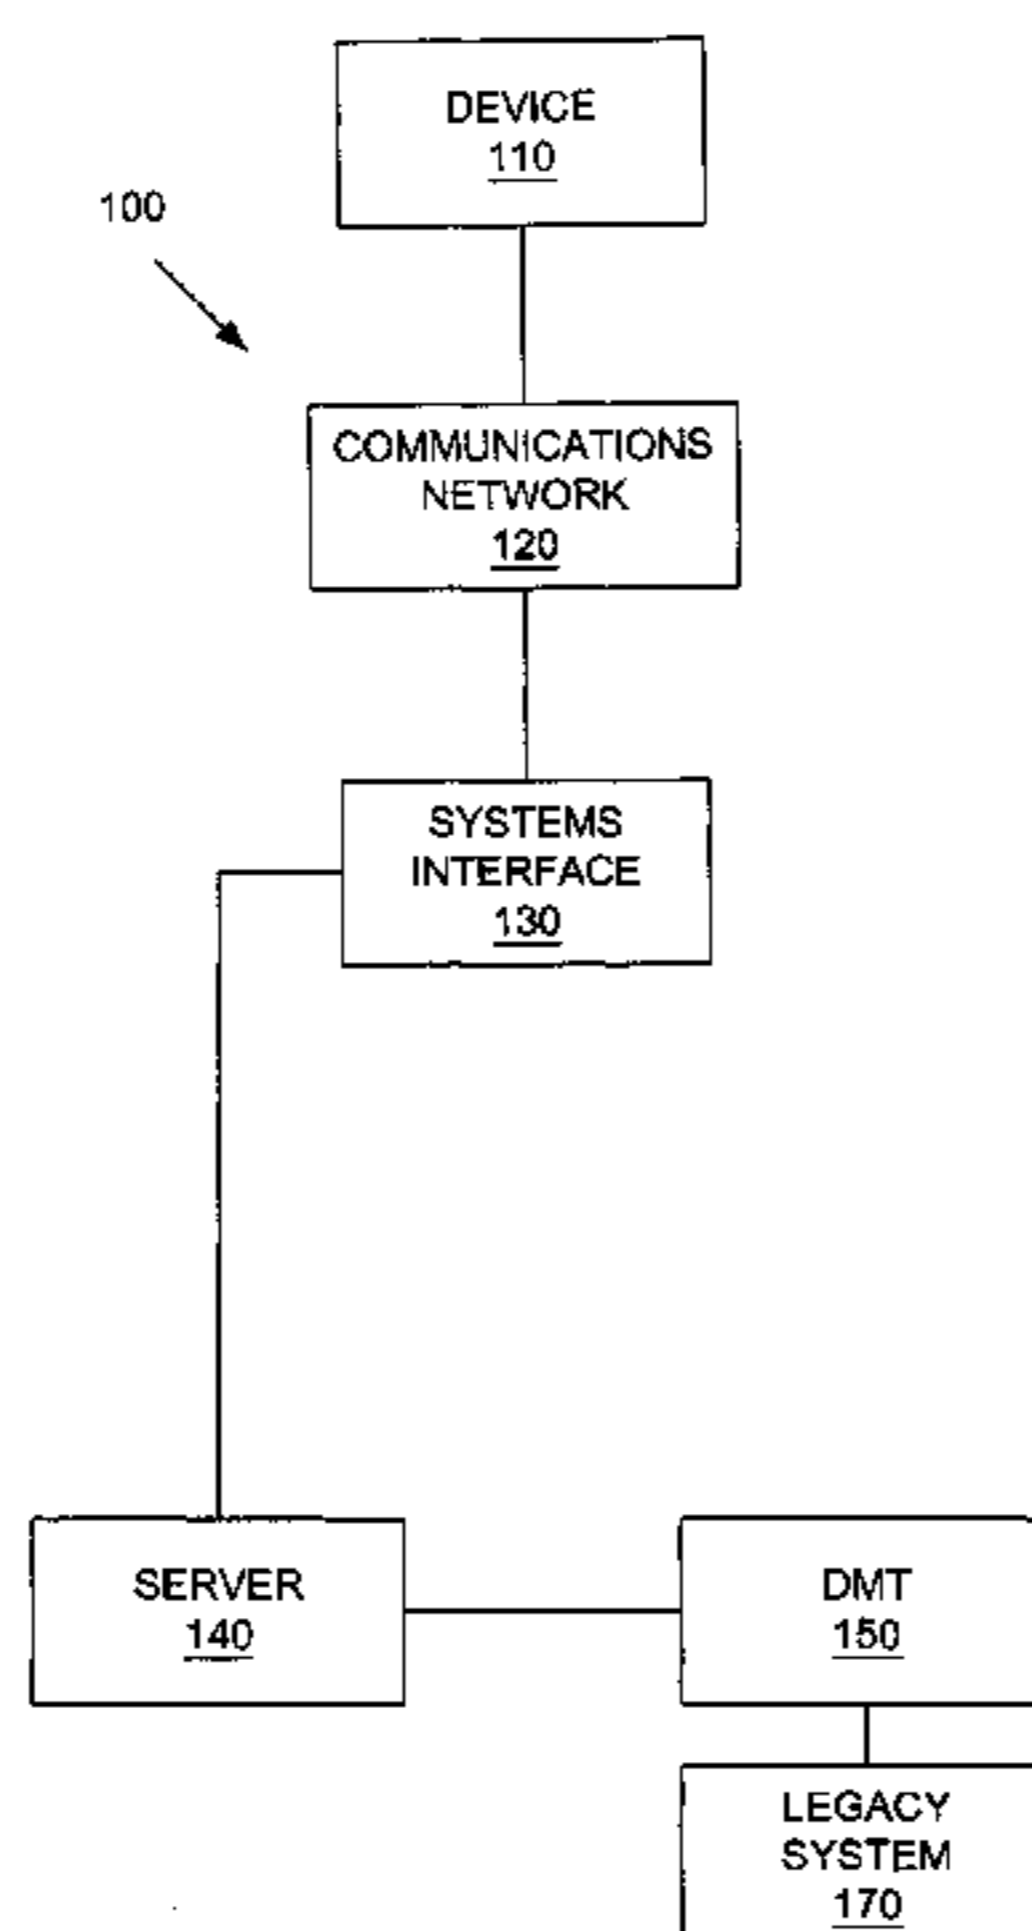 DEVICE
110
100
COMMUNICATIONS
NETWORK
120
SYSTEMS
INTERFACE
130
SERVER
140
DMT
150
LEGACY
SYSTEM
170